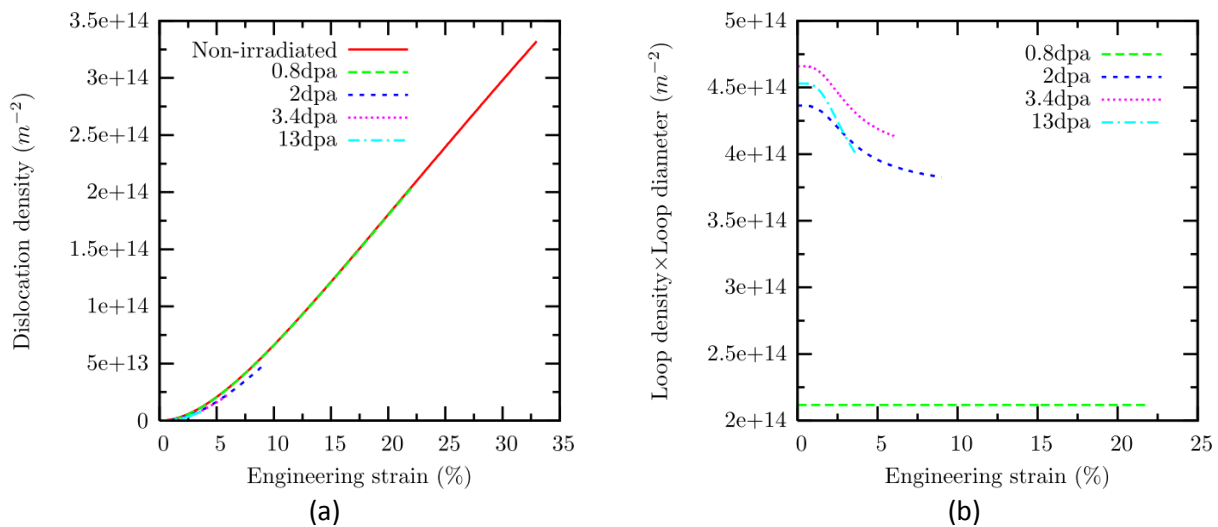 3.5e+14
3e+14
2.5e+14
2e+14
1.5e+14
1e+14
5e+13
0
Dislocation density (m⁻²)
Non-irradiated
0.8dpa
2dpa
3.4dpa
13dpa
0 5 10 15 20 25 30 35
Engineering strain (%)
(a)
5e+14
4.5e+14
4e+14
3.5e+14
3e+14
2.5e+14
2e+14
Loop density×Loop diameter (m⁻²)
0.8dpa
2dpa
3.4dpa
13dpa
0 5 10 15 20 25
Engineering strain (%)
(b)